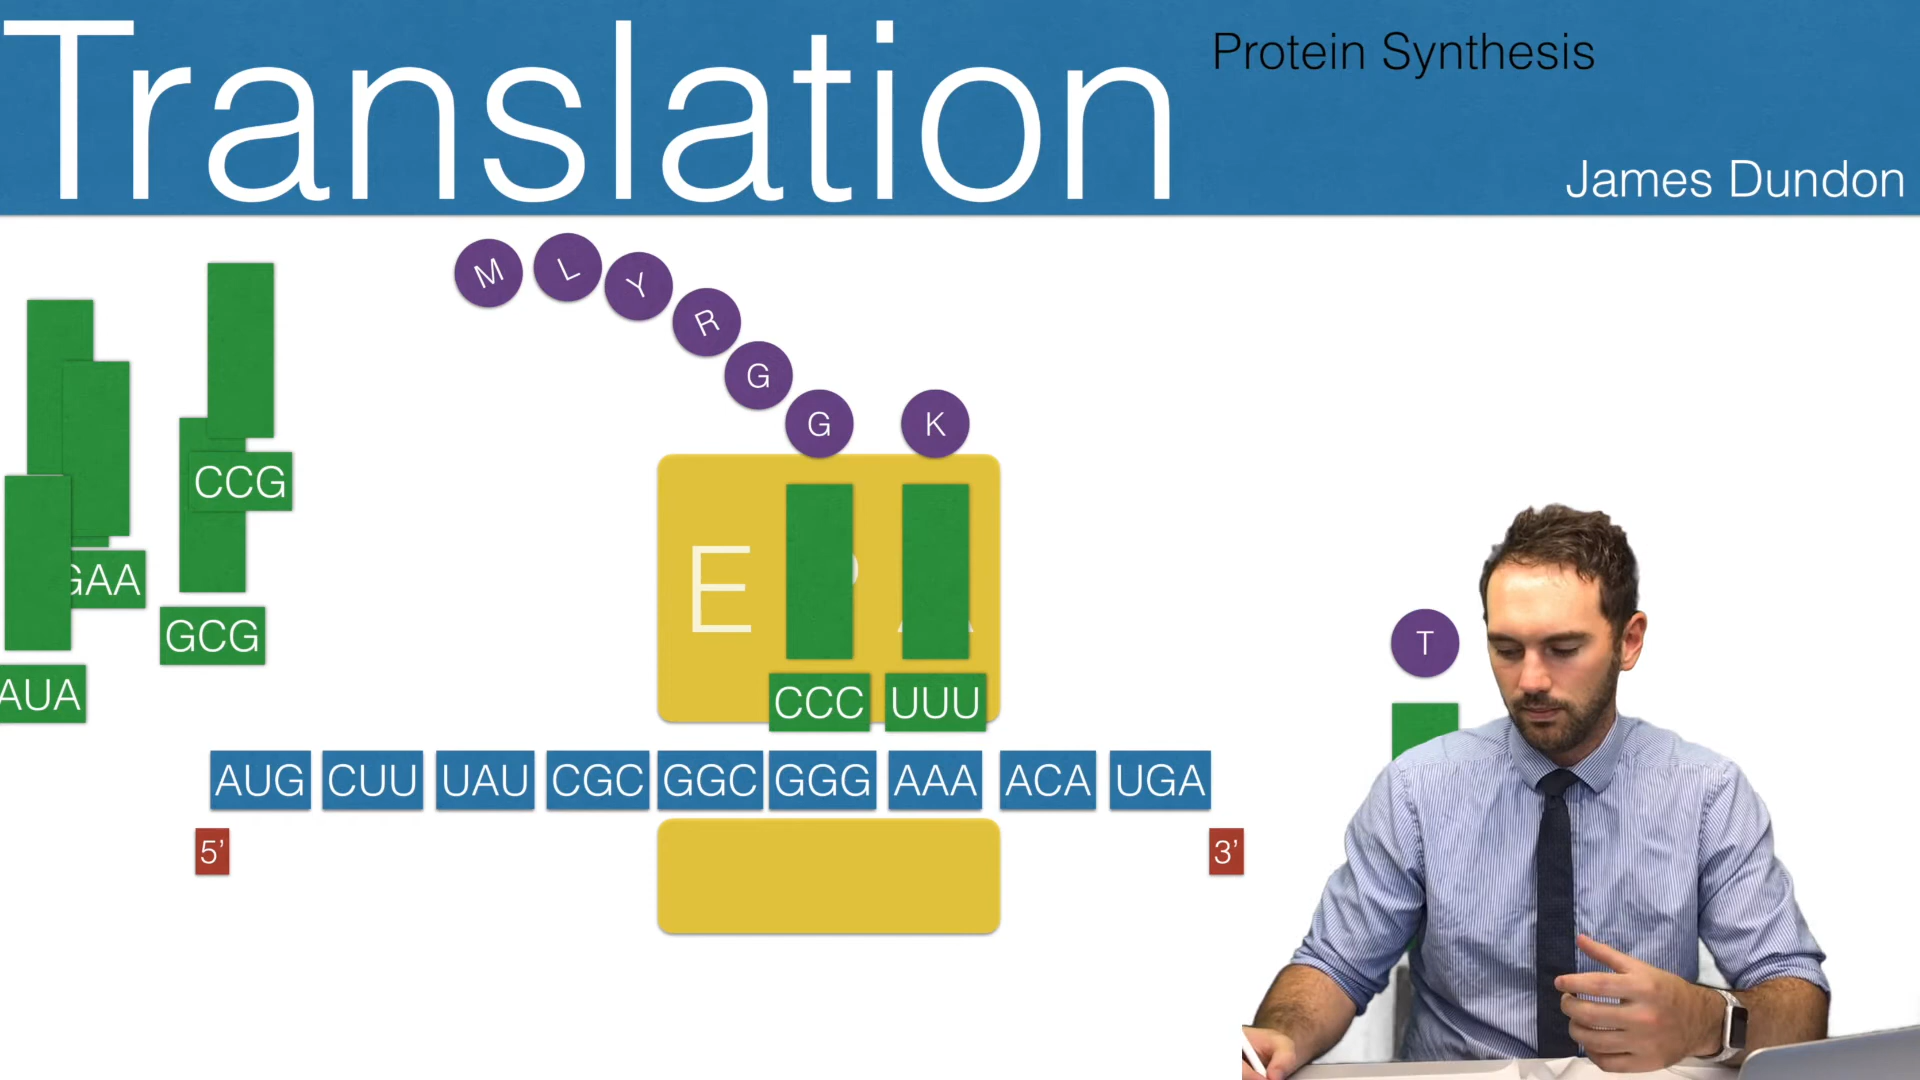 Translation
Protein Synthesis
James Dundon
M L Y R G G K
CCG
GAA
GCG
AUA
E
T
CCC UUU
AUG CUU UAU CGC GGC GGG AAA ACA UGA
5’ 3’